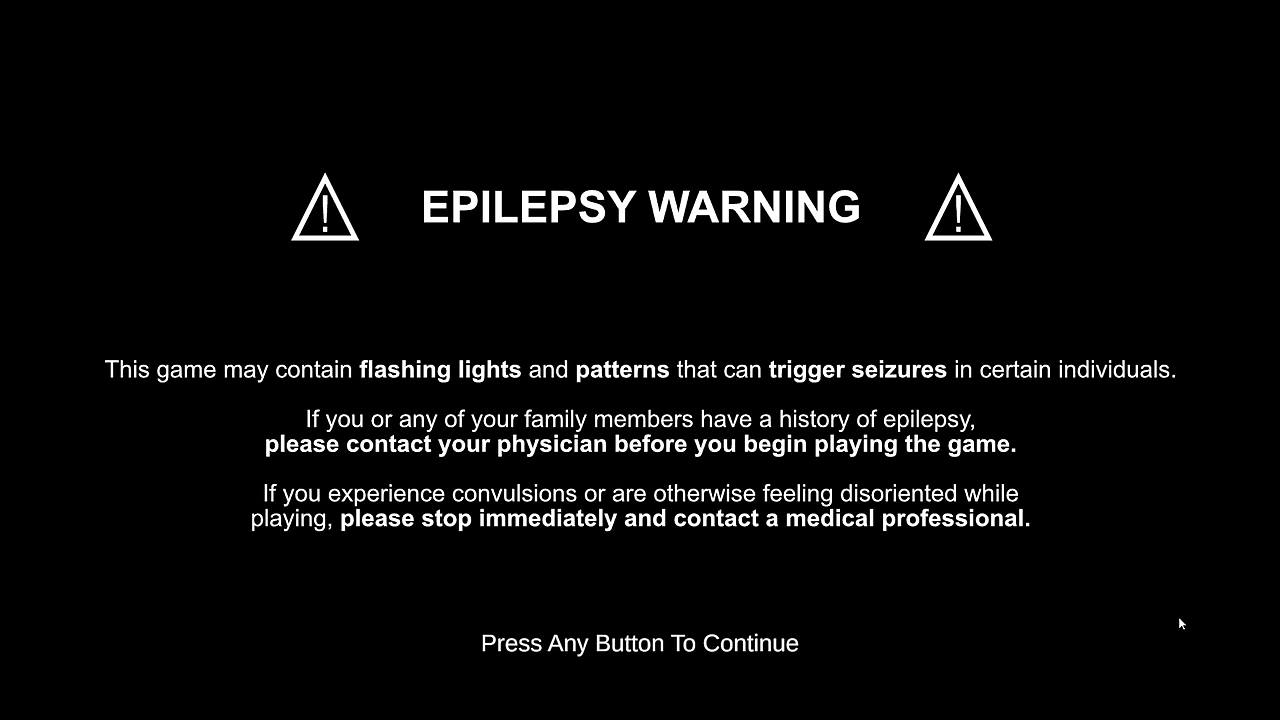 EPILEPSY WARNING
This game may contain flashing lights and patterns that can trigger seizures in certain individuals.
If you or any of your family members have a history of epilepsy,
please contact your physician before you begin playing the game.
If you experience convulsions or are otherwise feeling disoriented while
playing, please stop immediately and contact a medical professional.
Press Any Button To Continue